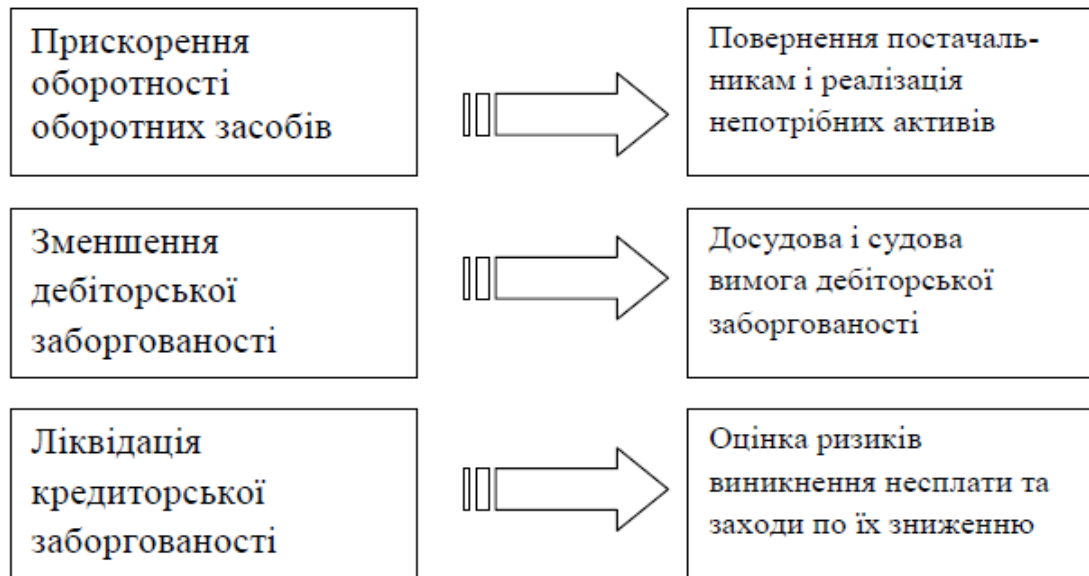 Прискорення
оборотності
оборотних засобів
Повернення постачаль-
никам і реалізація
непотрібних активів
Зменшення
дебіторської
заборгованості
Досудова і судова
вимога дебіторської
заборгованості
Ліквідація
кредиторської
заборгованості
Оцінка ризиків
виникнення несплати та
заходи по їх зниженню